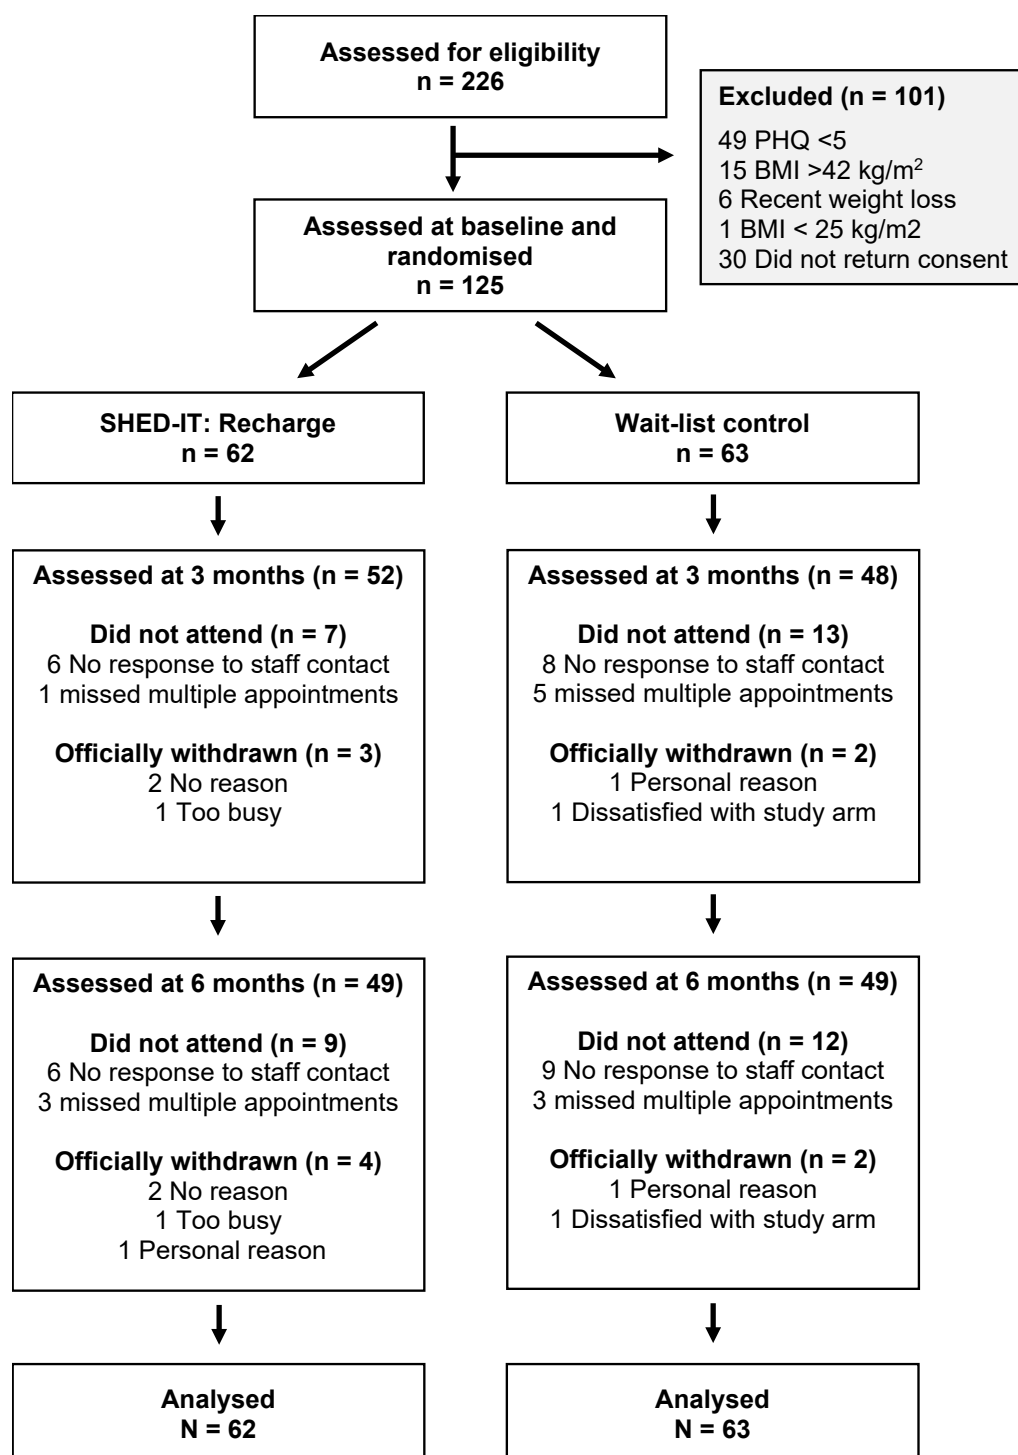 Assessed for eligibility
n = 226
Excluded (n = 101)
49 PHQ <5
15 BMI >42 kg/m²
6 Recent weight loss
1 BMI < 25 kg/m2
30 Did not return consent
Assessed at baseline and
randomised
n = 125
SHED-IT: Recharge
n = 62
Wait-list control
n = 63
Assessed at 3 months (n = 52)
Did not attend (n = 7)
6 No response to staff contact
1 missed multiple appointments
Officially withdrawn (n = 3)
2 No reason
1 Too busy
Assessed at 3 months (n = 48)
Did not attend (n = 13)
8 No response to staff contact
5 missed multiple appointments
Officially withdrawn (n = 2)
1 Personal reason
1 Dissatisfied with study arm
Assessed at 6 months (n = 49)
Did not attend (n = 9)
6 No response to staff contact
3 missed multiple appointments
Officially withdrawn (n = 4)
2 No reason
1 Too busy
1 Personal reason
Assessed at 6 months (n = 49)
Did not attend (n = 12)
9 No response to staff contact
3 missed multiple appointments
Officially withdrawn (n = 2)
1 Personal reason
1 Dissatisfied with study arm
Analysed
N = 62
Analysed
N = 63